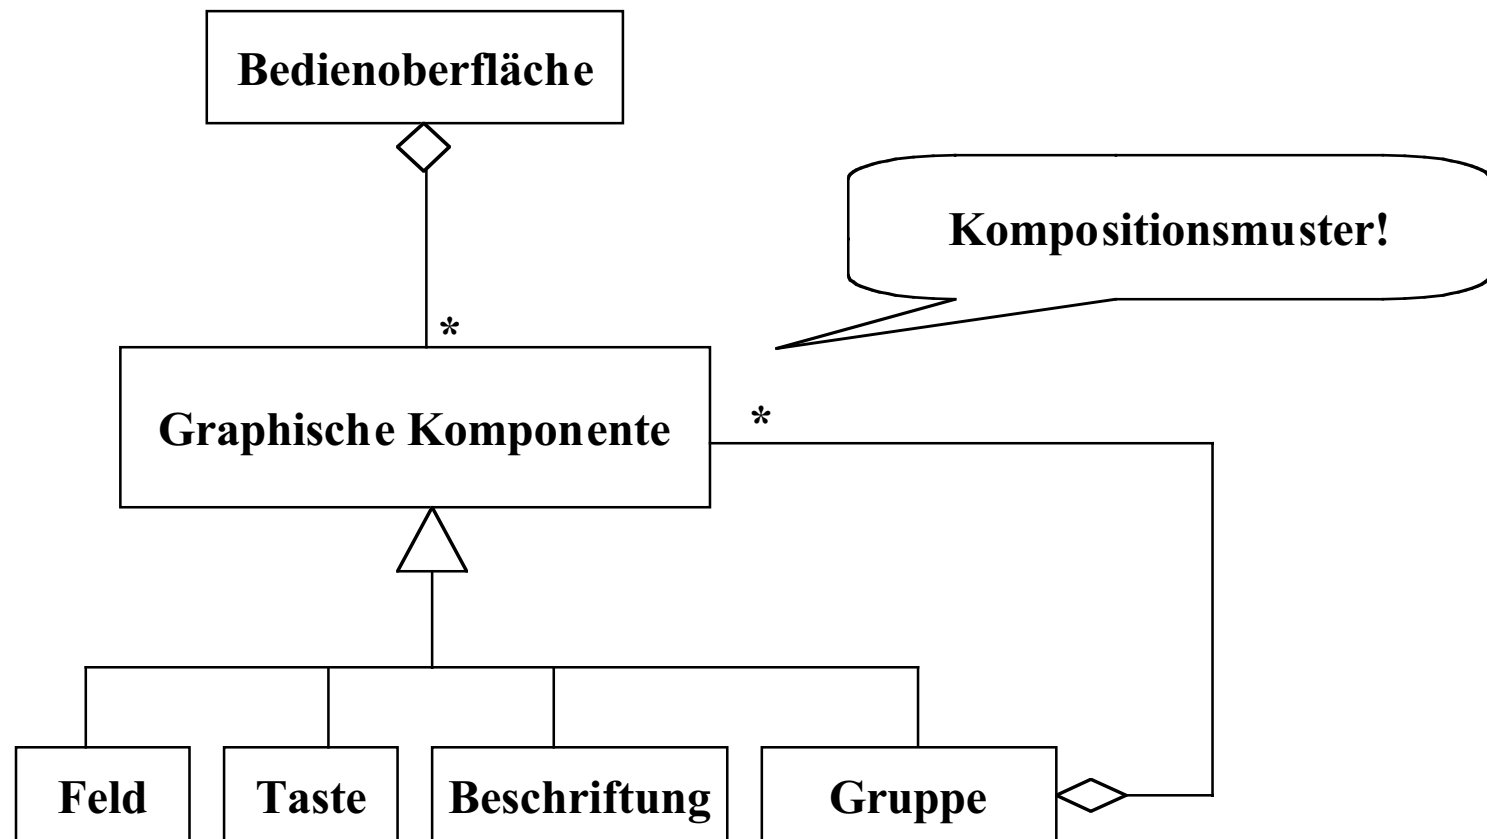 Bedienoberfläche
Kompositionsmuster!
*
Graphische Komponente
*
Feld
Taste
Beschriftung
Gruppe